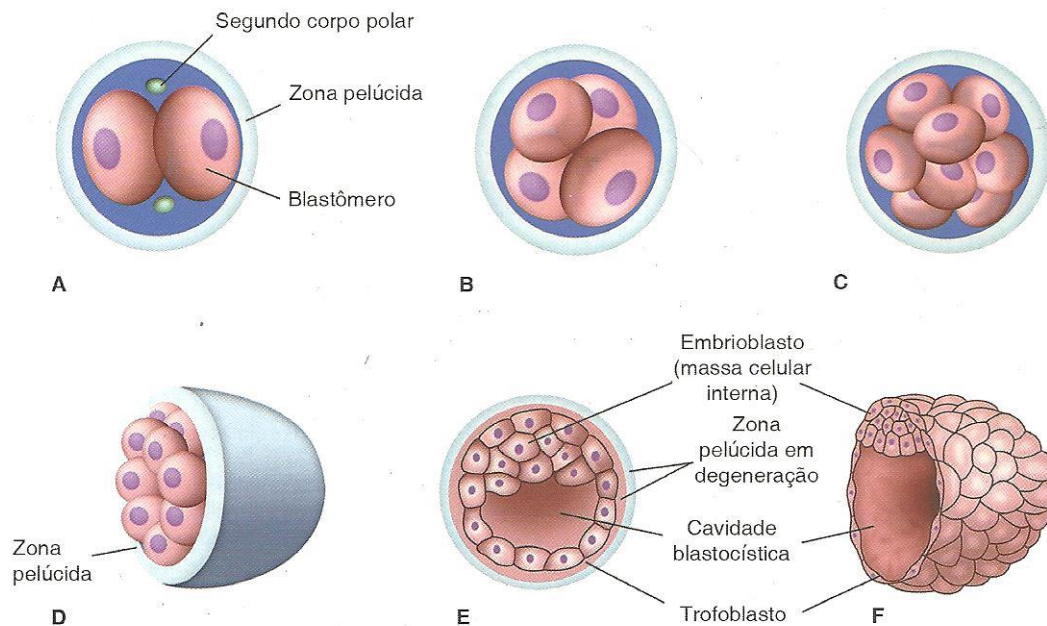 Segundo corpo polar
Zona pelúcida
Blastômero
A
B
C
Embrioblasto
(massa celular
interna)
Zona
pelúcida em
degeneração
Cavidade
blastocística
Trofoblasto
Zona
pelúcida
D
E
F